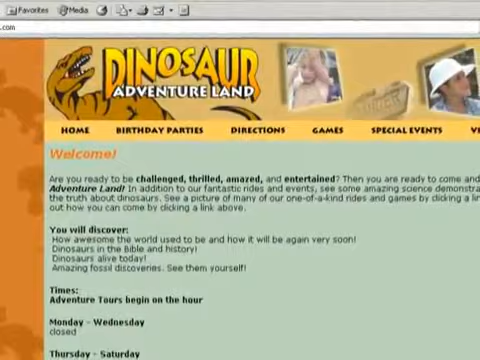 Favorites Media
.com
DINOSAUR
ADVENTURE LAND
HOME BIRTHDAY PARTIES DIRECTIONS GAMES SPECIAL EVENTS
Welcome!
Are you ready to be challenged, thrilled, amazed, and entertained? Then you are ready to come and
Adventure Land! In addition to our fantastic rides and events, see some amazing science
the truth about dinosaurs. See a picture of many of our one-of-a-kind rides and games by clicking a
out how you can come by clicking a link above.
You will discover:
How awesome the world used to be and how it will be again very soon!
Dinosaurs in the Bible and history!
Dinosaurs alive today!
Amazing fossil discoveries. See them yourself!
Times:
Adventure Tours begin on the hour
Monday - Wednesday
closed
Thursday - Saturday